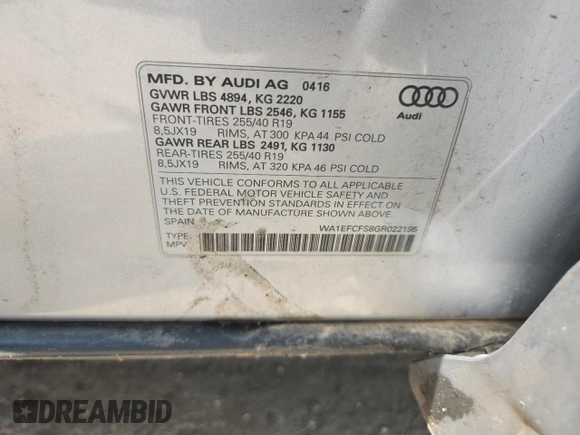 MFD. BY AUDI AG 0416
GVWR LBS 4894, KG 2220
GAWR FRONT LBS 2546, KG 1155
FRONT-TIRES 255/40 R19
8,5JX19 RIMS, AT 300 KPA 44 PSI COLD
GAWR REAR LBS 2491, KG 1130
REAR-TIRES 255/40 R19
8,5JX19 RIMS, AT 320 KPA 46 PSI COLD
THIS VEHICLE CONFORMS TO ALL APPLICABLE
U.S. FEDERAL MOTOR VEHICLE SAFETY AND
THEFT PREVENTION STANDARDS IN EFFECT ON
THE DATE OF MANUFACTURE SHOWN ABOVE.
SPAIN
WA1EFCFS8GR022195
TYPE:
MPV
Audi
DREAMBID